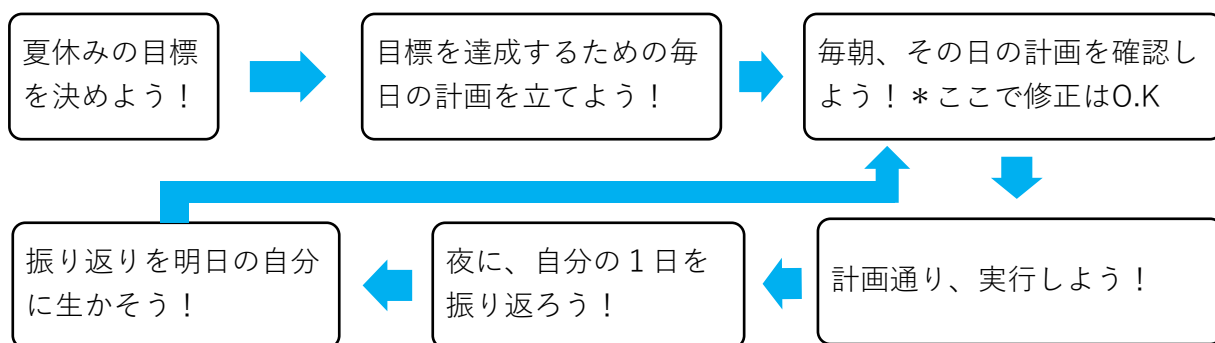 夏休みの目標
を決めよう！
目標を達成するための毎
日の計画を立てよう！
毎朝、その日の計画を確認し
よう！＊ここで修正はO.K
計画通り、実行しよう！
夜に、自分の１日を
振り返ろう！
振り返りを明日の自分
に生かそう！